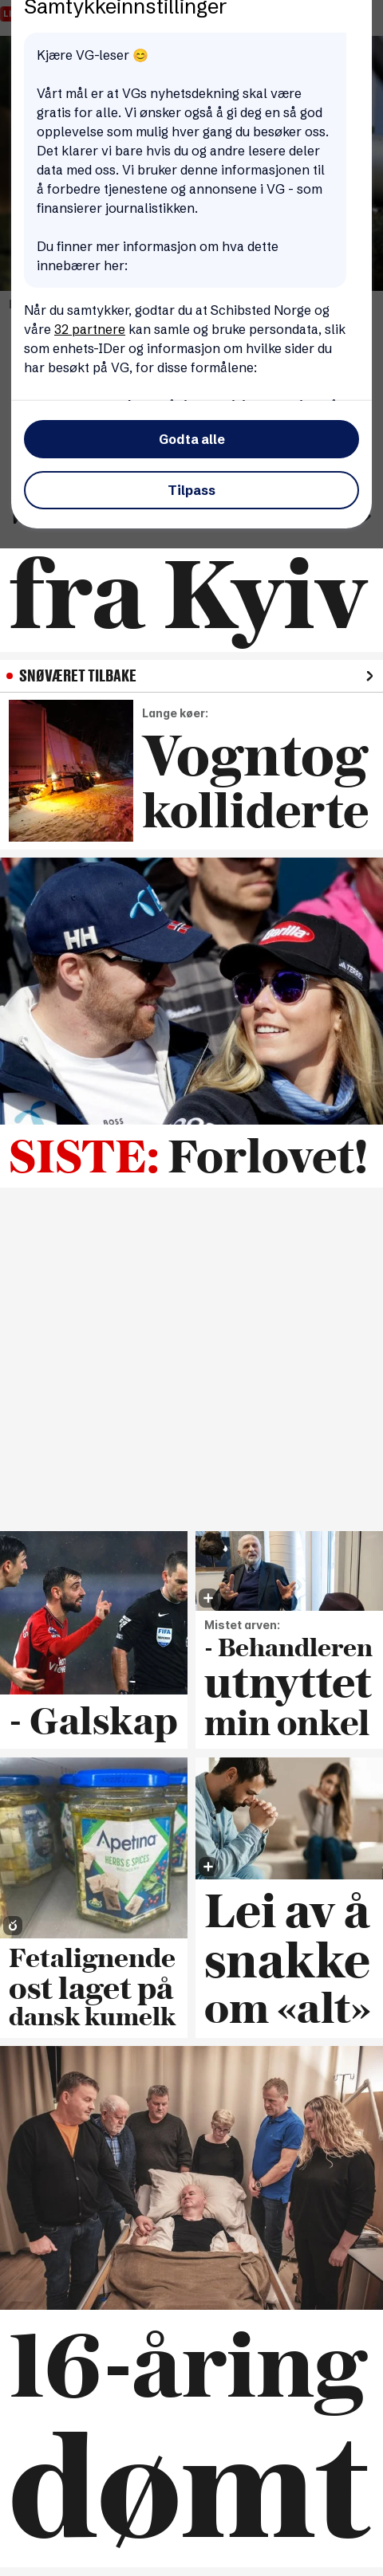 Samtykkeinnstillinger
Kjære VG-leser 😊
Vårt mål er at VGs nyhetsdekning skal være
gratis for alle. Vi ønsker også å gi deg en så god
opplevelse som mulig hver gang du besøker oss.
Det klarer vi bare hvis du og andre lesere deler
data med oss. Vi bruker denne informasjonen til
å forbedre tjenestene og annonsene i VG - som
finansierer journalistikken.
Du finner mer informasjon om hva dette
innebærer her:
Når du samtykker, godtar du at Schibsted Norge og
våre 32 partnere kan samle og bruke persondata, slik
som enhets-IDer og informasjon om hvilke sider du
har besøkt på VG, for disse formålene:
Godta alle
Tilpass
fra Kyiv
SNØVÆRET TILBAKE
Lange køer:
Vogntog
kolliderte
HH
Barilla
SISTE: Forlovet!
- Galskap
Mistet arven:
- Behandleren
utnyttet
min onkel
Apetina
HERBS & SPICES
Fetalignende
ost laget på
dansk kumelk
Lei av å
snakke
om «alt»
16-åring
dømt